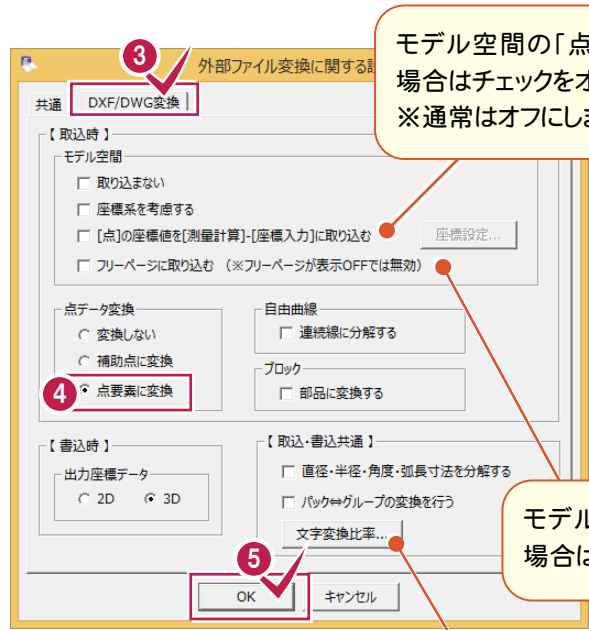 モデル空間の「点
場合はチェックをオ
※通常はオフにしま
3
外部ファイル変換に関する
共通 DXF/DWG変換
【 取込時 】
モデル空間
取り込まない
座標系を考慮する
[点]の座標値を[測量計算]-[座標入力]に取り込む 座標設定...
フリーページに取り込む (※フリーページが表示OFFでは無効)
点データ変換
変換しない
補助点に変換
4 点要素に変換
自由曲線
連続線に分解する
ブロック
部品に変換する
【 書込時 】
出力座標データ
2D 3D
【 取込・書込共通 】
直径・半径・角度・弧長寸法を分解する
パック⇔グループの変換を行う
文字変換比率...
モデル
場合は
5
OK キャンセル